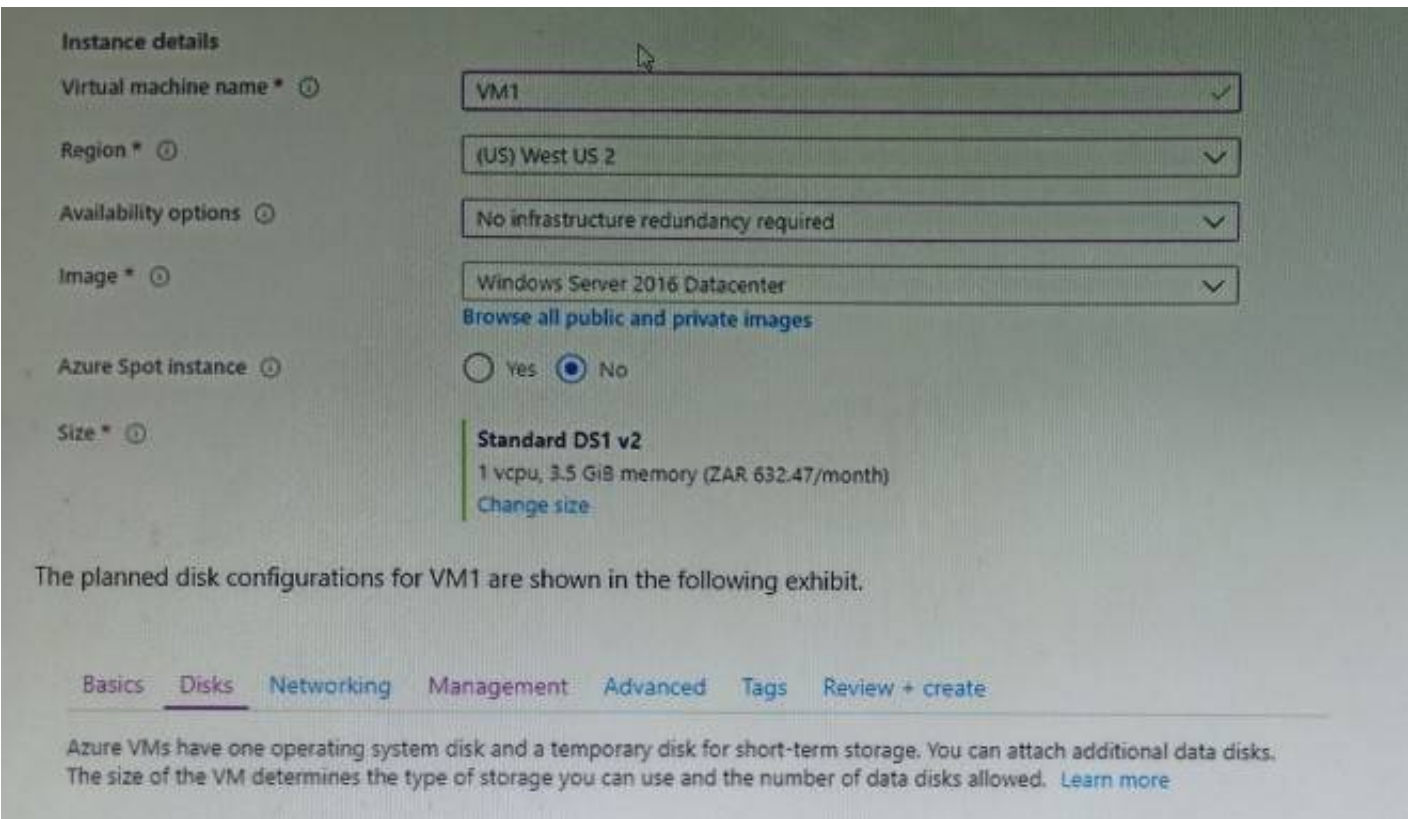 Instance details
Virtual machine name *
VM1
Region *
(US) West US 2
Availability options
No infrastructure redundancy required
Image *
Windows Server 2016 Datacenter
Browse all public and private images
Azure Spot instance
Yes No
Size *
Standard DS1 v2
1 vcpu, 3.5 GiB memory (ZAR 632.47/month)
Change size
The planned disk configurations for VM1 are shown in the following exhibit.
Basics Disks Networking Management Advanced Tags Review + create
Azure VMs have one operating system disk and a temporary disk for short-term storage. You can attach additional data disks.
The size of the VM determines the type of storage you can use and the number of data disks allowed. Learn more